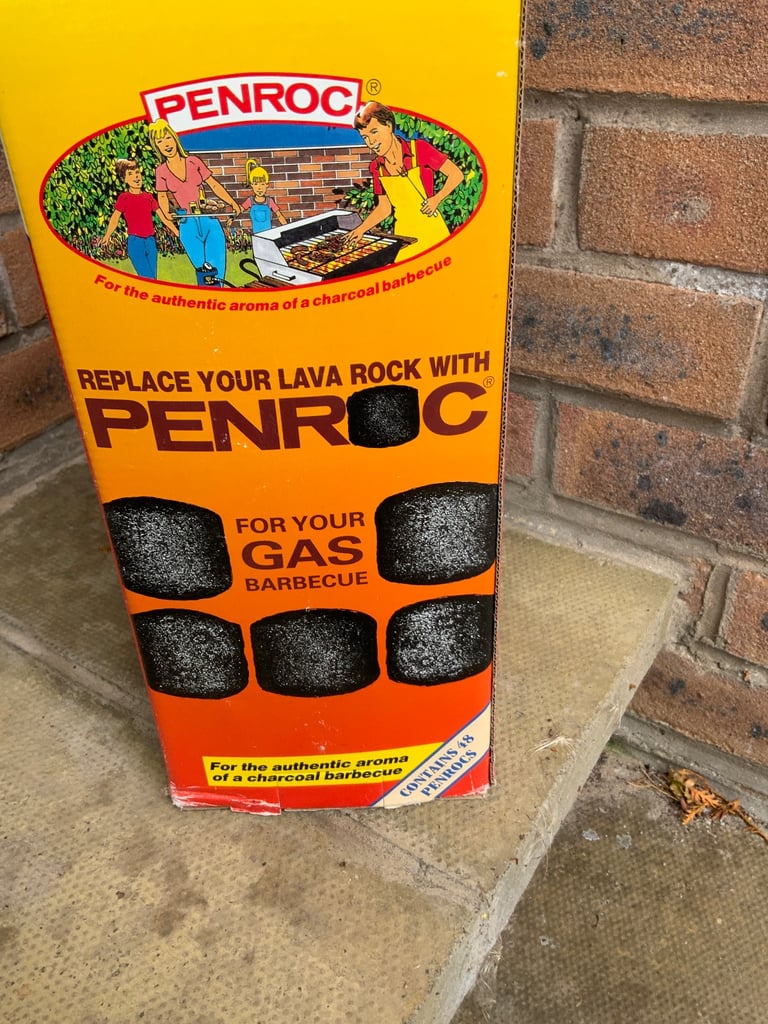 PENROC®
For the authentic aroma of a charcoal barbecue
REPLACE YOUR LAVA ROCK WITH
PENROC®
FOR YOUR
GAS
BARBECUE
For the authentic aroma
of a charcoal barbecue
CONTAINS 48
PENROCS